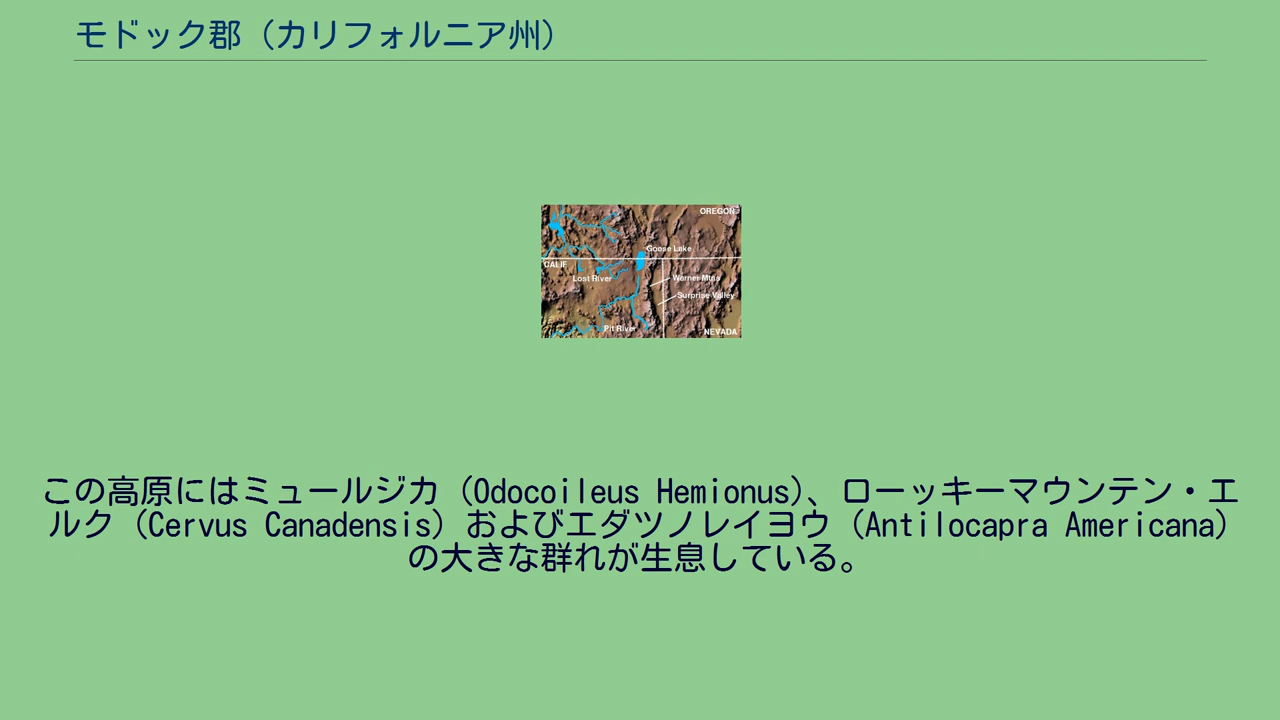 モドック郡（カリフォルニア州）
OREGON
Goose Lake
CALIF
Lost River
Warner Mtns
Surprise Valley
Pit River
NEVADA
この高原にはミュールジカ（Odocoileus Hemionus）、ローッキーマウンテン・エ
ルク（Cervus Canadensis）およびエダツノレイヨウ（Antilocapra Americana）
の大きな群れが生息している。